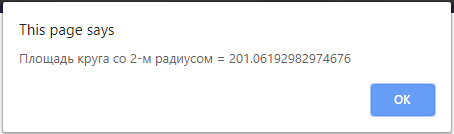 This page says
Площадь круга со 2-м радиусом = 201.06192982974676
OK